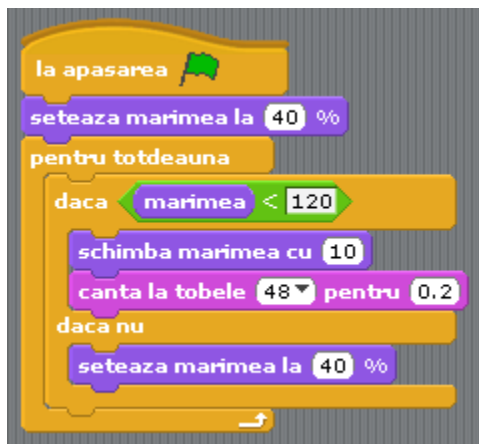 la apasarea
seteaza marimea la 40 %
pentru totdeauna
daca marimea < 120
schimba marimea cu 10
canta la tobele 48 pentru 0.2
daca nu
seteaza marimea la 40 %